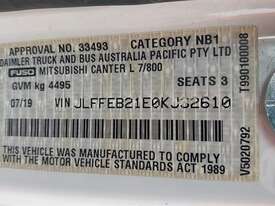 APPROVAL NO. 33493 CATEGORY NB1
DAIMLER TRUCK AND BUS AUSTRALIA PACIFIC PTY LTD
FUSO MITSUBISHI CANTER L 7/800
GVM kg 4495 SEATS 3
07/19 VIN JLFFEB21E0KJ32610
THIS VEHICLE WAS MANUFACTURED TO COMPLY
WITH THE MOTOR VEHICLE STANDARDS ACT 1989
T990100008
V5020792